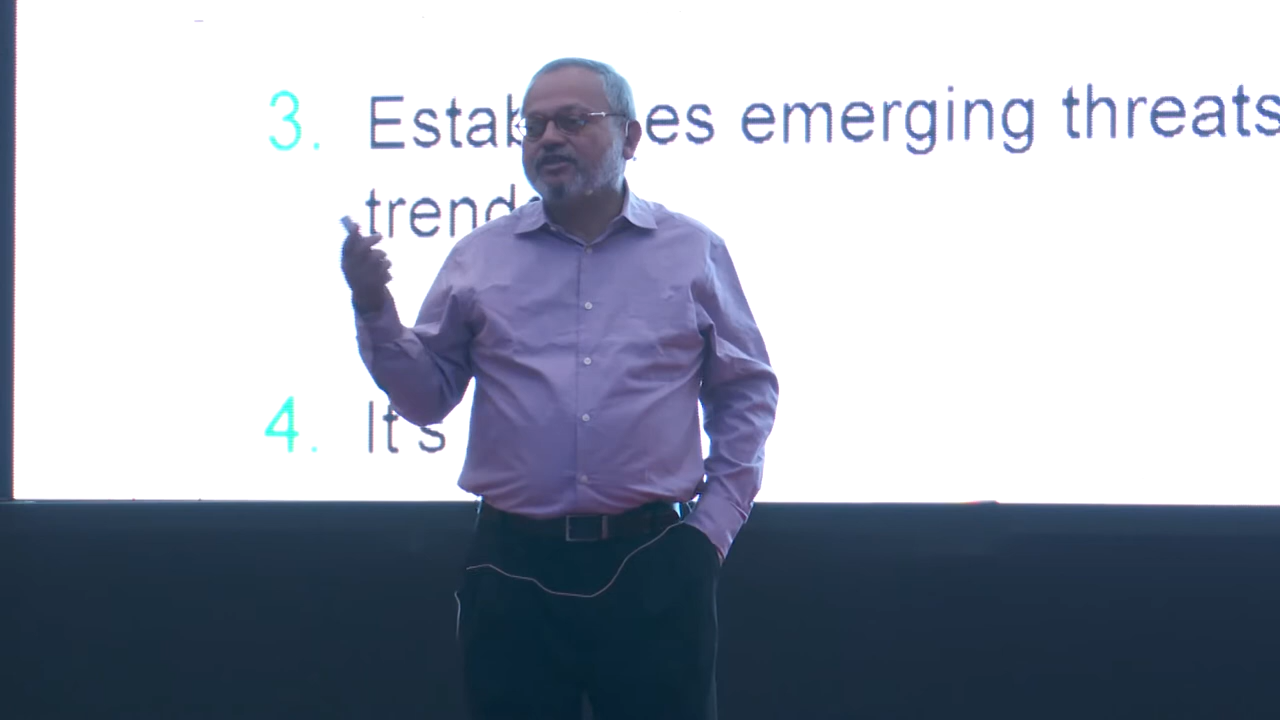 3. Estab es emerging threats
trend
4. It's